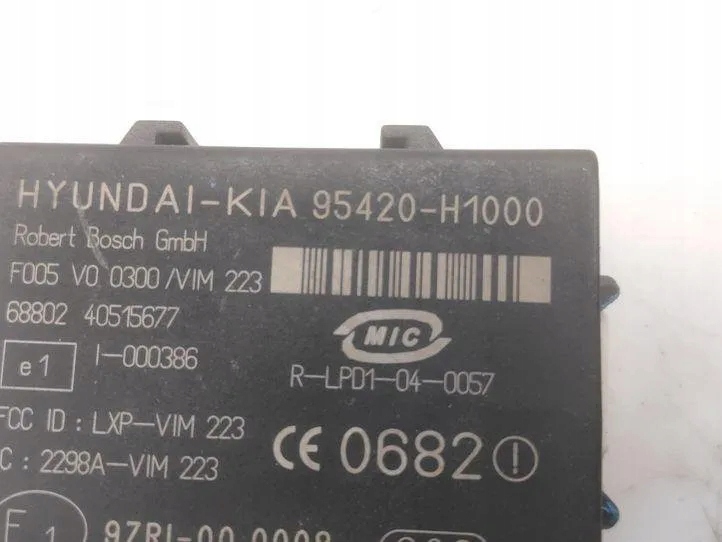 HYUNDAI-KIA 95420-H1000
Robert Bosch GmbH
F005 V0 0300/VIM 223
68802 40515677
MIC
e1 I-000386
R-LPD1-04-0057
FCC ID : LXP-VIM 223
CE 0682
C : 2298A-VIM 223
1